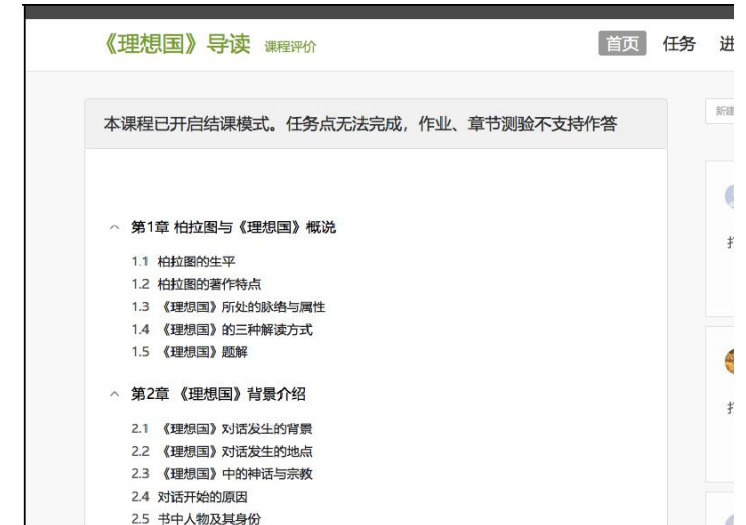 《理想国》导读 课程评价
首页 任务 进
本课程已开启结课模式。任务点无法完成，作业、章节测验不支持作答
新建
第1章 柏拉图与《理想国》概说
1.1 柏拉图的生平
1.2 柏拉图的著作特点
1.3 《理想国》所处的脉络与属性
1.4 《理想国》的三种解读方式
1.5 《理想国》题解
第2章 《理想国》背景介绍
2.1 《理想国》对话发生的背景
2.2 《理想国》对话发生的地点
2.3 《理想国》中的神话与宗教
2.4 对话开始的原因
2.5 书中人物及其身份